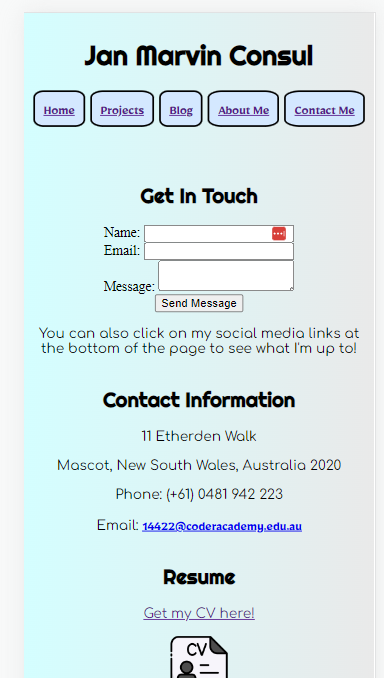 Jan Marvin Consul
Home Projects Blog About Me Contact Me
Get In Touch
Name:
Email:
Message:
Send Message
You can also click on my social media links at
the bottom of the page to see what I'm up to!
Contact Information
11 Etherden Walk
Mascot, New South Wales, Australia 2020
Phone: (+61) 0481 942 223
Email: 14422@coderacademy.edu.au
Resume
Get my CV here!
CV